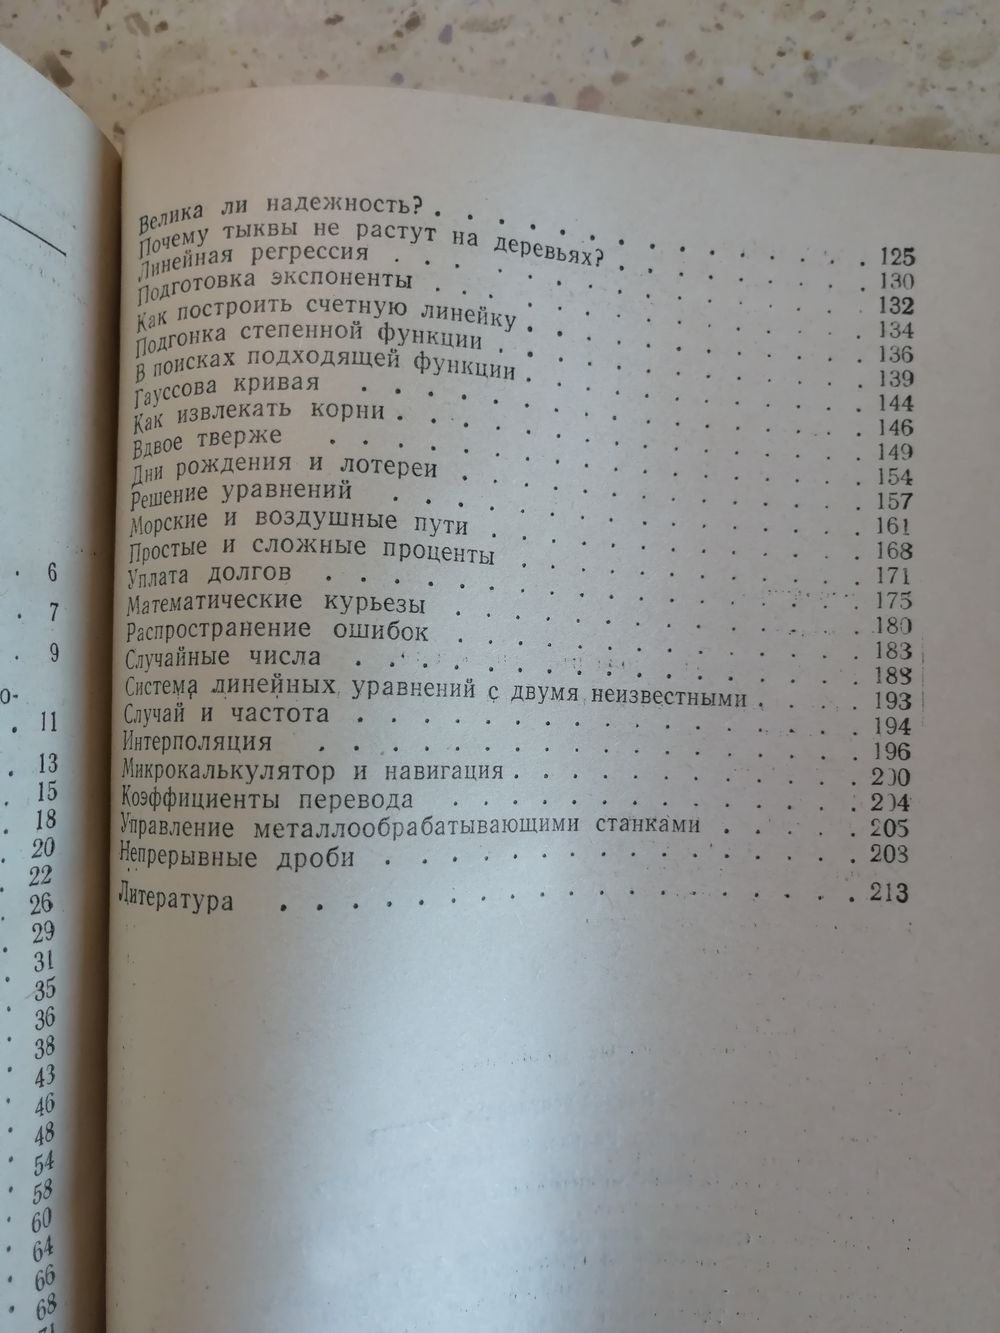 6
7
9
о-
11
13
15
18
20
22
26
29
31
35
36
38
43
46
48
54
58
60
64
66
68
Велика ли надежность? . . . . . . . . . . . 125
Почему тыквы не растут на деревьях? . . . . . . . 130
Линейная регрессия . . . . . . . . . . . . 132
Подготовка экспоненты . . . . . . . . . . . 134
Как построить счетную линейку . . . . . . . . . 136
Подгонка степенной функции . . . . . . . . . . 139
В поисках подходящей функции . . . . . . . . . 144
Гауссова кривая . . . . . . . . . . . . . 146
Как извлекать корни . . . . . . . . . . . . 149
Вдвое тверже . . . . . . . . . . . . . . 154
Дни рождения и лотереи . . . . . . . . . . . 157
Решение уравнений . . . . . . . . . . . . 161
Морские и воздушные пути . . . . . . . . . . 168
Простые и сложные проценты . . . . . . . . . 171
Уплата долгов . . . . . . . . . . . . . . 175
Математические курьезы . . . . . . . . . . . 180
Распространение ошибок . . . . . . . . . . . 183
Случайные числа . . . . . . . . . . . . . 188
Система линейных уравнений с двумя неизвестными . . . . 193
Случай и частота . . . . . . . . . . . . . 194
Интерполяция . . . . . . . . . . . . . . 196
Микрокалькулятор и навигация . . . . . . . . . 200
Коэффициенты перевода . . . . . . . . . . . 204
Управление металлообрабатывающими станками . . . . . 205
Непрерывные дроби . . . . . . . . . . . . 208
Литература . . . . . . . . . . . . . . . 213